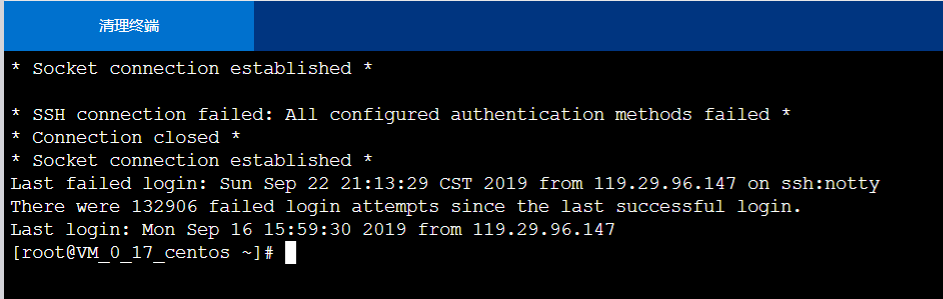 清理终端
* Socket connection established *
* SSH connection failed: All configured authentication methods failed *
* Connection closed *
* Socket connection established *
Last failed login: Sun Sep 22 21:13:29 CST 2019 from 119.29.96.147 on ssh:notty
There were 132906 failed login attempts since the last successful login.
Last login: Mon Sep 16 15:59:30 2019 from 119.29.96.147
[root@VM_0_17_centos ~]#